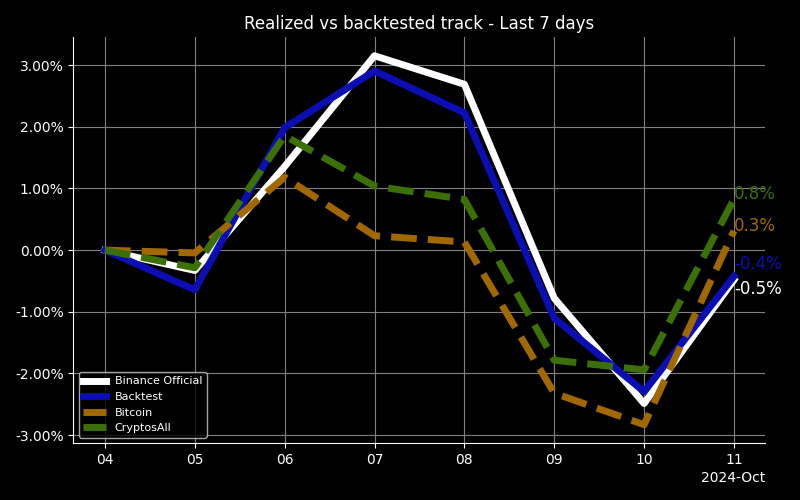 Realized vs backtested track - Last 7 days
3.00%
2.00%
1.00%
0.00%
-1.00%
-2.00%
-3.00%
0.8%
0.3%
-0.4%
-0.5%
Binance Official
Backtest
Bitcoin
CryptosAll
04 05 06 07 08 09 10 11
2024-Oct